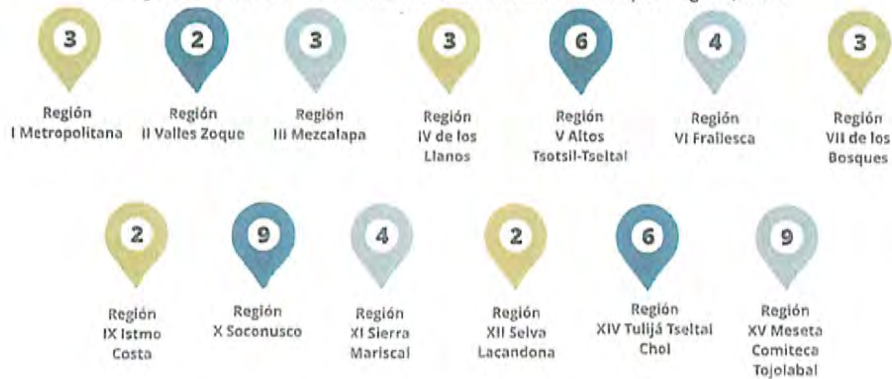 3
2
3
3
6
4
3
Región
I Metropolitana
Región
II Valles Zoque
Región
III Mezcalapa
Región
IV de los
Llanos
Región
V Altos
Tsotsil-Tseltal
Región
VI Frailesca
Región
VII de los
Bosques
2
9
4
2
6
9
Región
IX Istmo
Costa
Región
X Soconusco
Región
XI Sierra
Mariscal
Región
XII Selva
Lacandona
Región
XIV Tulijá Tseltal
Chol
Región
XV Meseta
Comiteca
Tojolabal